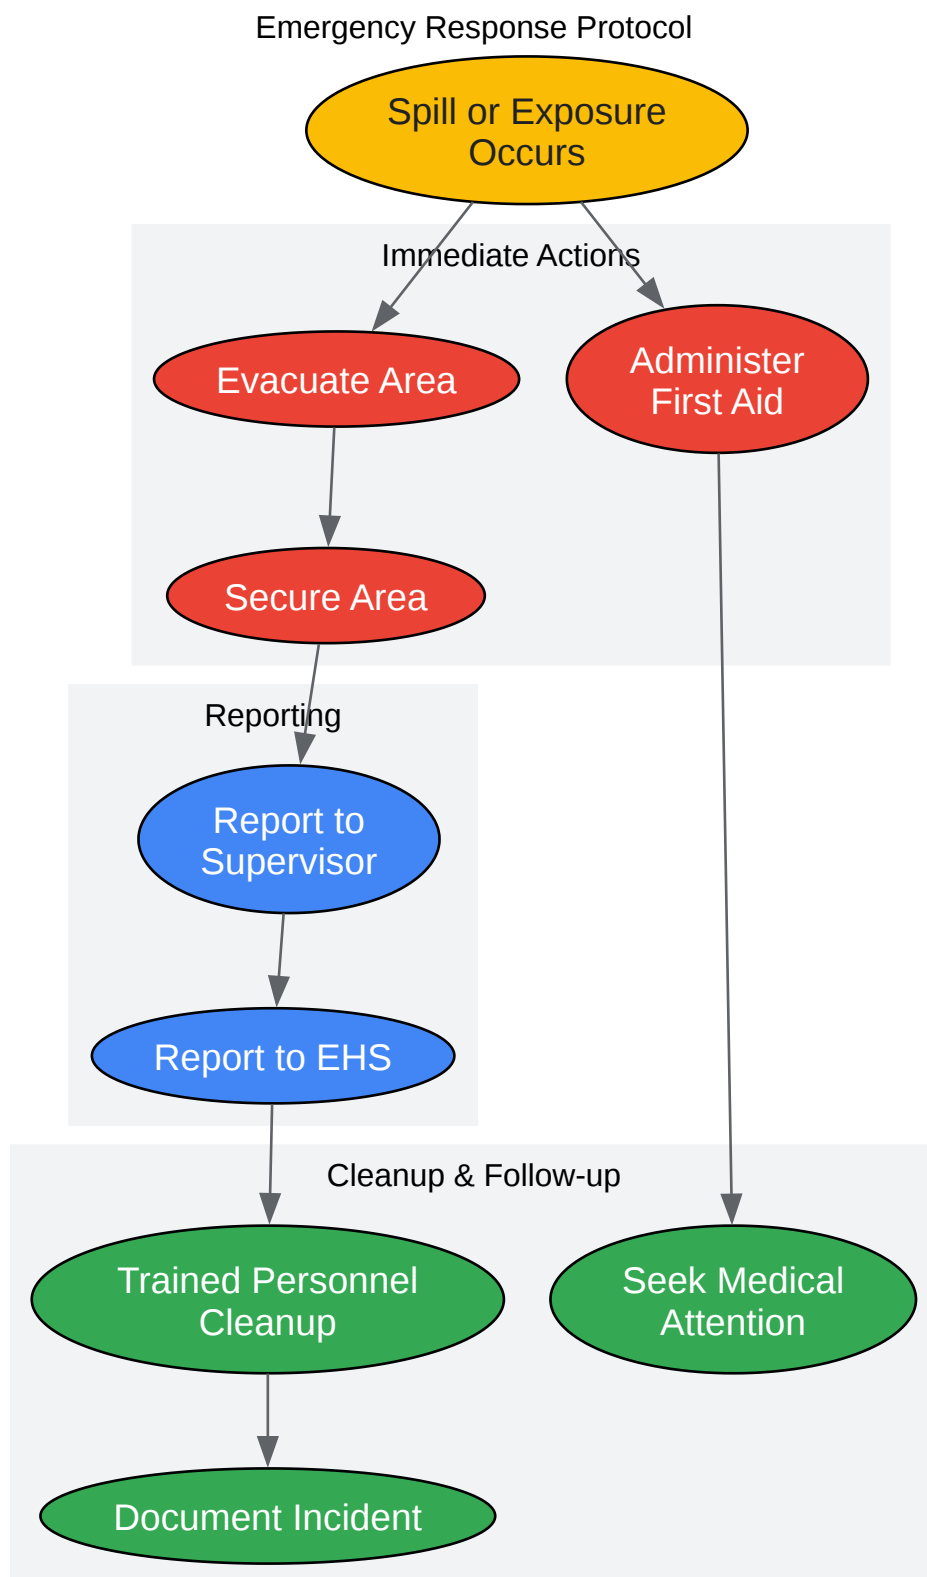 Emergency Response Protocol
Spill or Exposure
Occurs
Immediate Actions
Evacuate Area
Administer
First Aid
Secure Area
Reporting
Report to
Supervisor
Report to EHS
Cleanup & Follow-up
Trained Personnel
Cleanup
Seek Medical
Attention
Document Incident